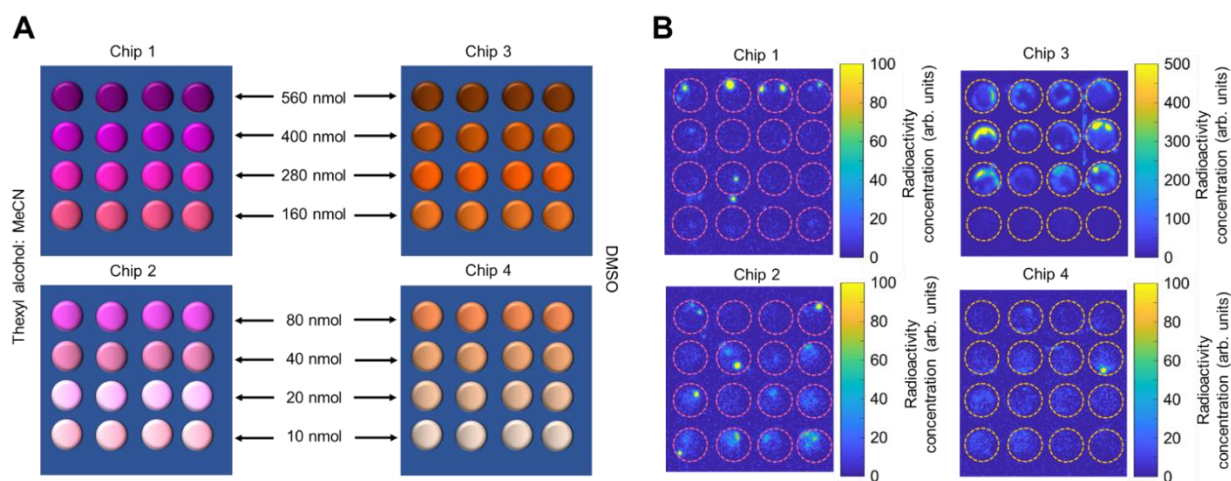 A
Chip 1
Chip 3
560 nmol
400 nmol
280 nmol
160 nmol
Thexyl alcohol: MeCN
DMSO
Chip 2
Chip 4
80 nmol
40 nmol
20 nmol
10 nmol
B
Chip 1
100
80
60
40
20
0
Radioactivity
concentration (arb. units)
Chip 3
500
400
300
200
100
0
Radioactivity
concentration (arb. units)
Chip 2
100
80
60
40
20
0
Radioactivity
concentration (arb. units)
Chip 4
100
80
60
40
20
0
Radioactivity
concentration (arb. units)